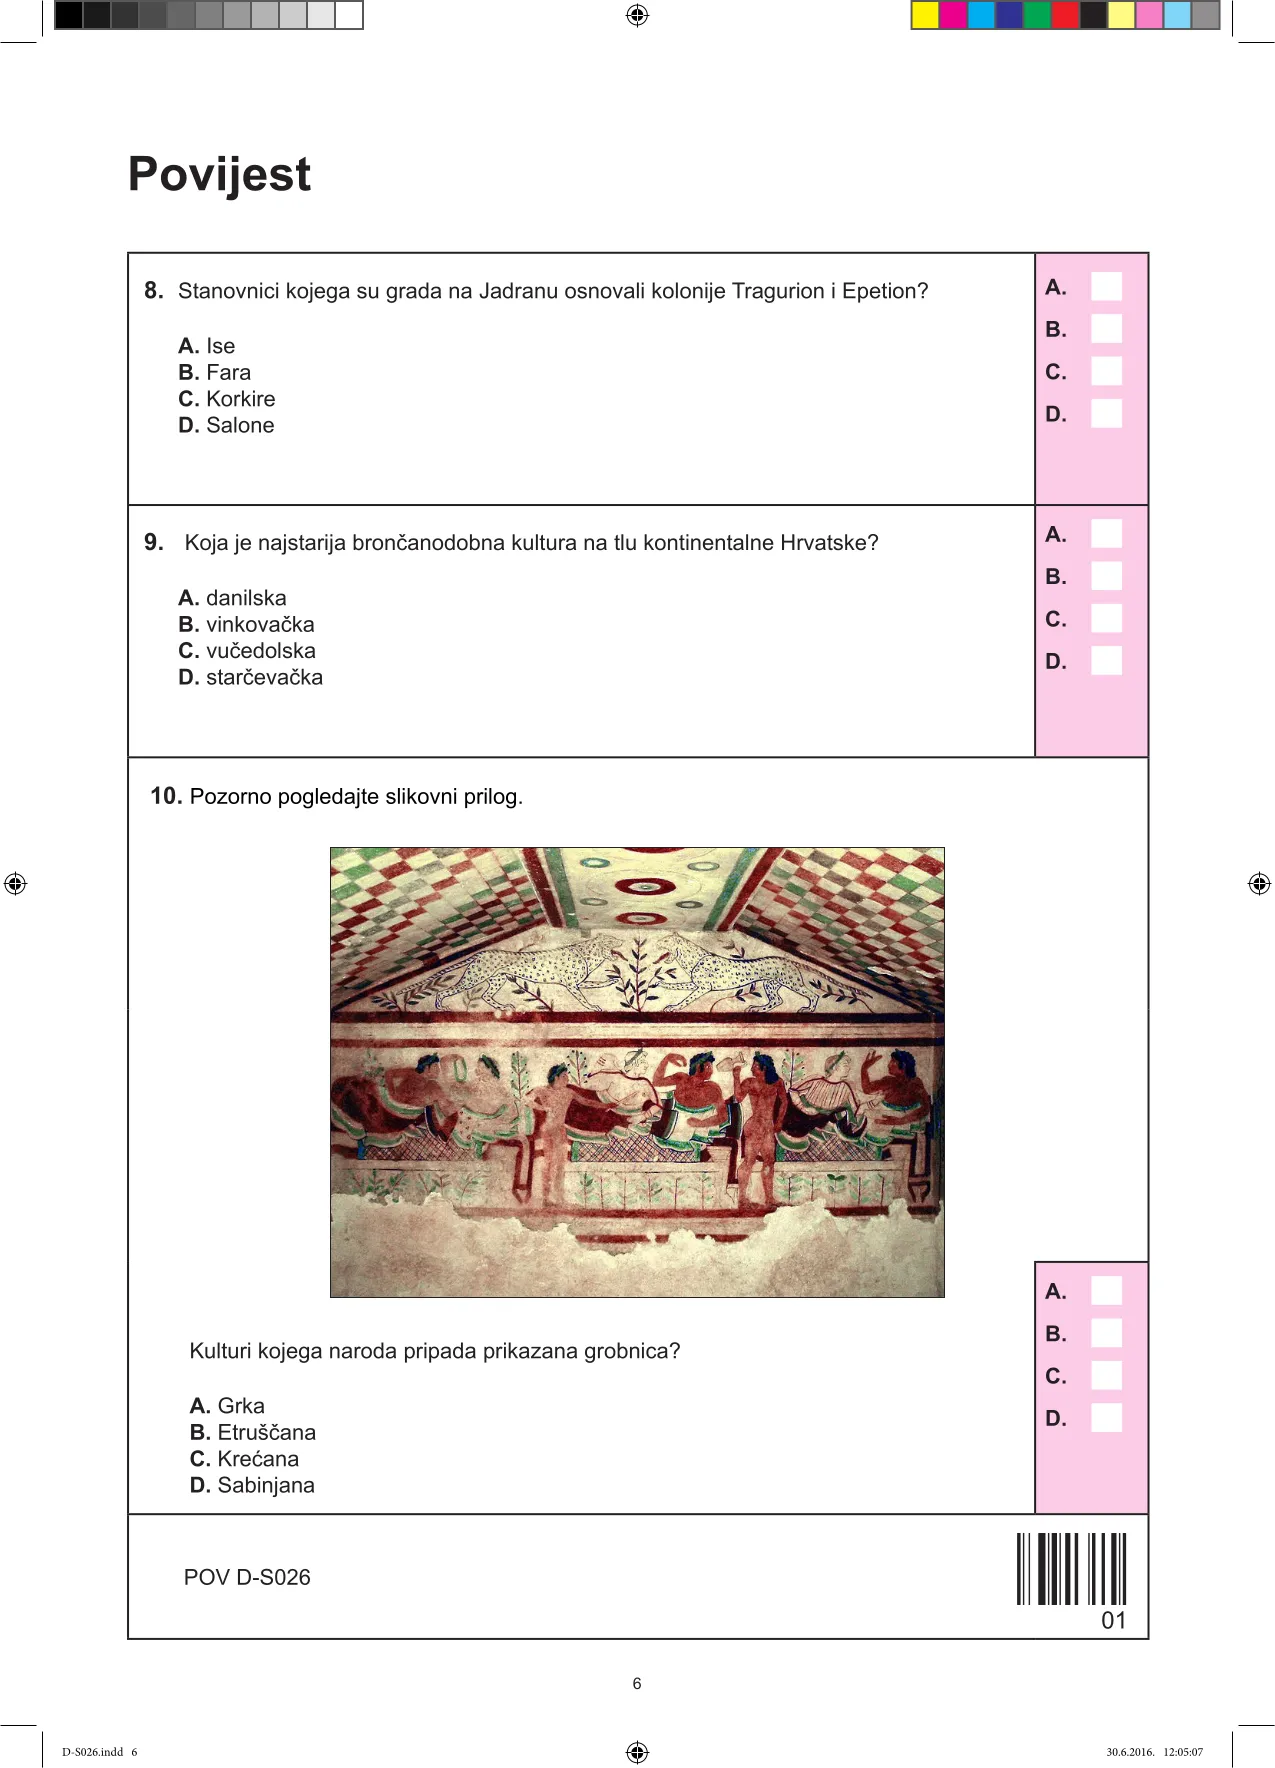 Povijest
8. Stanovnici kojega su grada na Jadranu osnovali kolonije Tragurion i Epetion?
A. Ise
B. Fara
C. Korkire
D. Salone
A.
B.
C.
D.
9. Koja je najstarija brončanodobna kultura na tlu kontinentalne Hrvatske?
A. danilska
B. vinkovačka
C. vučedolska
D. starčevačka
A.
B.
C.
D.
10. Pozorno pogledajte slikovni prilog.
Kulturi kojega naroda pripada prikazana grobnica?
A. Grka
B. Etruščana
C. Krećana
D. Sabinjana
A.
B.
C.
D.
POV D-S026
01
6
D-S026.indd 6
30.6.2016. 12:05:07